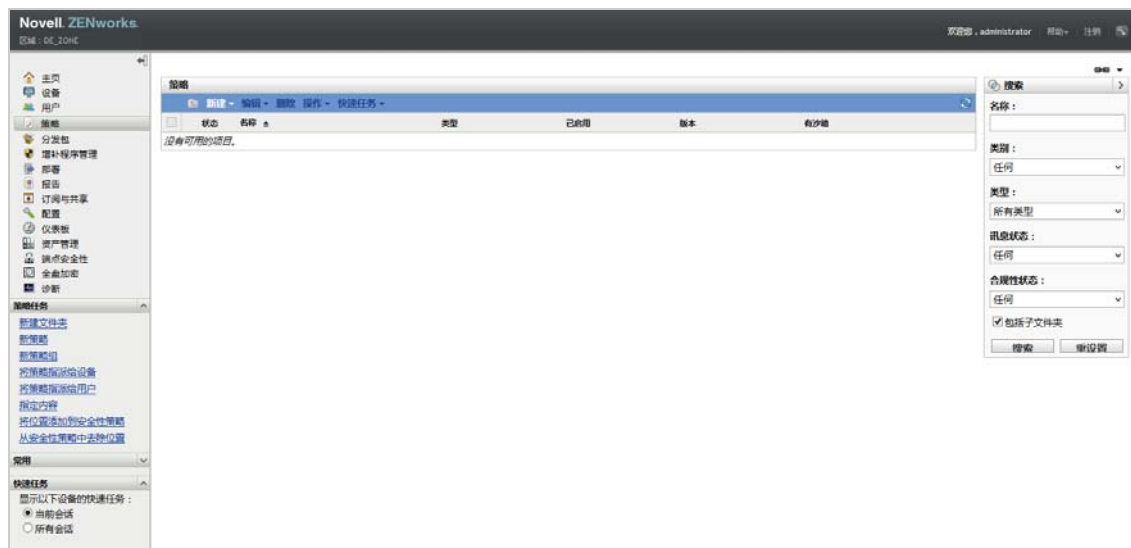 Novell. ZENworks.
区域：DE_ZONE
欢迎您，administrator 帮助 注销
主页
设备
用户
策略
分发包
增补程序管理
部署
报告
订阅与共享
配置
仪表板
资产管理
端点安全性
全盘加密
诊断
策略任务
新建文件夹
新策略
新策略组
将策略指派给设备
将策略指派给用户
指定内容
将位置添加到安全性策略
从安全性策略中去除位置
常用
快速任务
显示以下设备的快速任务：
当前会话
所有会话
策略
新建 编辑 删除 操作 快速任务
状态 名称 类型 已启用 版本 有沙箱
没有可用的项目。
搜索
名称：
类别：
任何
类型：
所有类型
讯息状态：
任何
合规性状态：
任何
包括子文件夹
搜索 重设置